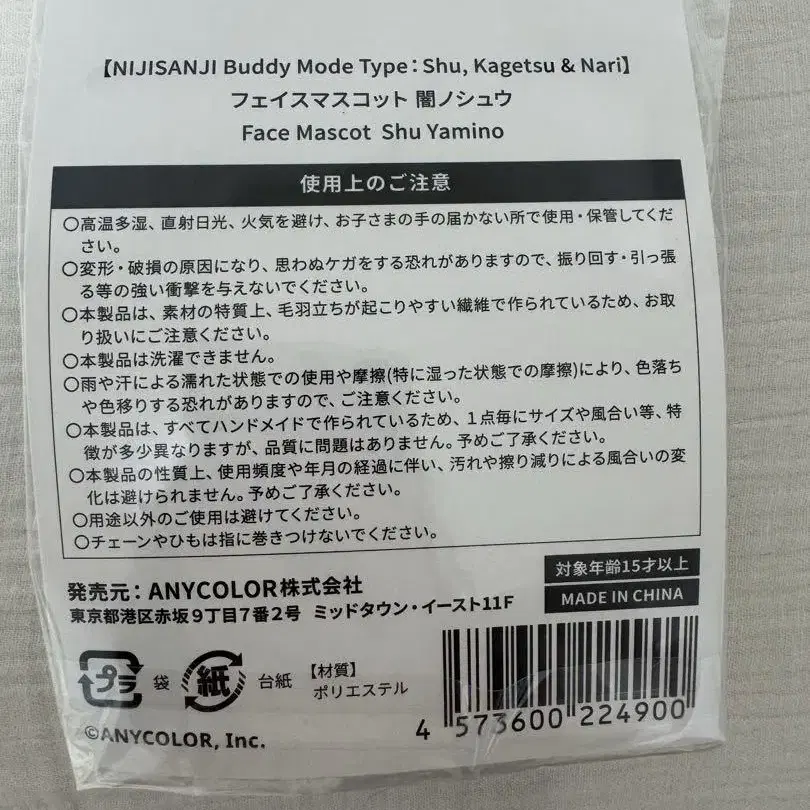 【NIJISANJI Buddy Mode Type：Shu, Kagetsu & Nari】
フェイスマスコット 闇ノシュウ
Face Mascot Shu Yamino
使用上のご注意
○高温多湿、直射日光、火気を避け、お子さまの手の届かない所で使用・保管してくだ
さい。
○変形・破損の原因になり、思わぬケガをする恐れがありますので、振り回す・引っ張
る等の強い衝撃を与えないでください。
○本製品は、素材の特質上、毛羽立ちが起こりやすい繊維で作られているため、お取
り扱いにご注意ください。
○本製品は洗濯できません。
○雨や汗による濡れた状態での使用や摩擦(特に湿った状態での摩擦)により、色落ち
や色移りする恐れがありますので、ご注意ください。
○本製品は、すべてハンドメイドで作られているため、１点毎にサイズや風合い等、特
徴が多少異なりますが、品質に問題はありません。予めご了承ください。
○本製品の性質上、使用頻度や年月の経過に伴い、汚れや擦り減りによる風合いの変
化は避けられません。予めご了承ください。
○用途以外のご使用は避けてください。
○チェーンやひもは指に巻きつけないでください。
発売元：ANYCOLOR株式会社
東京都港区赤坂９丁目７番２号 ミッドタウン・イースト11F
対象年齢15才以上
MADE IN CHINA
プラ 袋 紙 台紙 【材質】
ポリエステル
©ANYCOLOR, Inc.
4 573600 224900